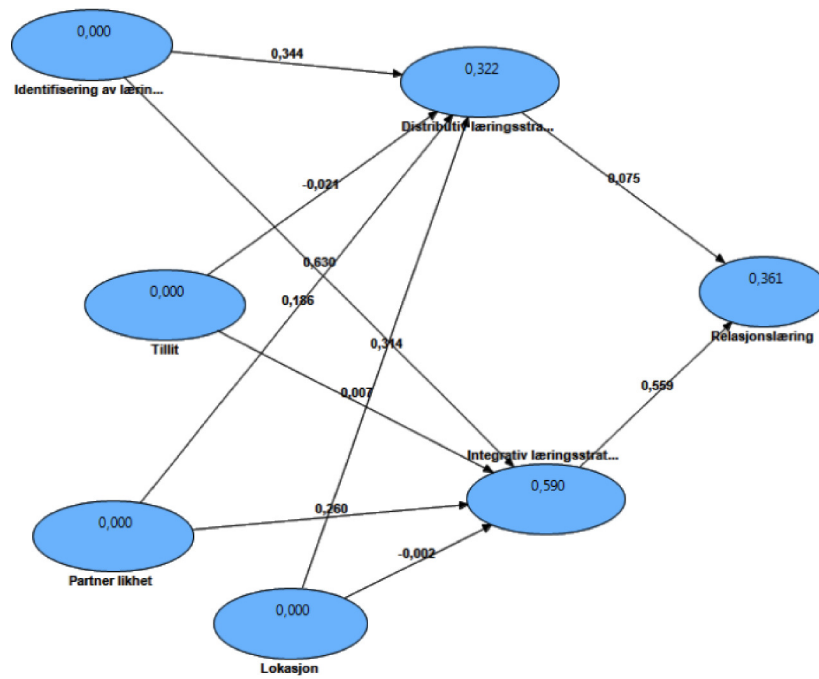 0,000
Identifisering av lærin...
0,344
0,322
Distributiv læringsstra...
-0,021
0,075
0,630
0,186
0,000
Tillit
0,361
Relasjonslæring
0,314
0,007
0,559
Integrativ læringsstrat...
0,590
0,000
Partner likhet
0,260
-0,002
0,000
Lokasjon